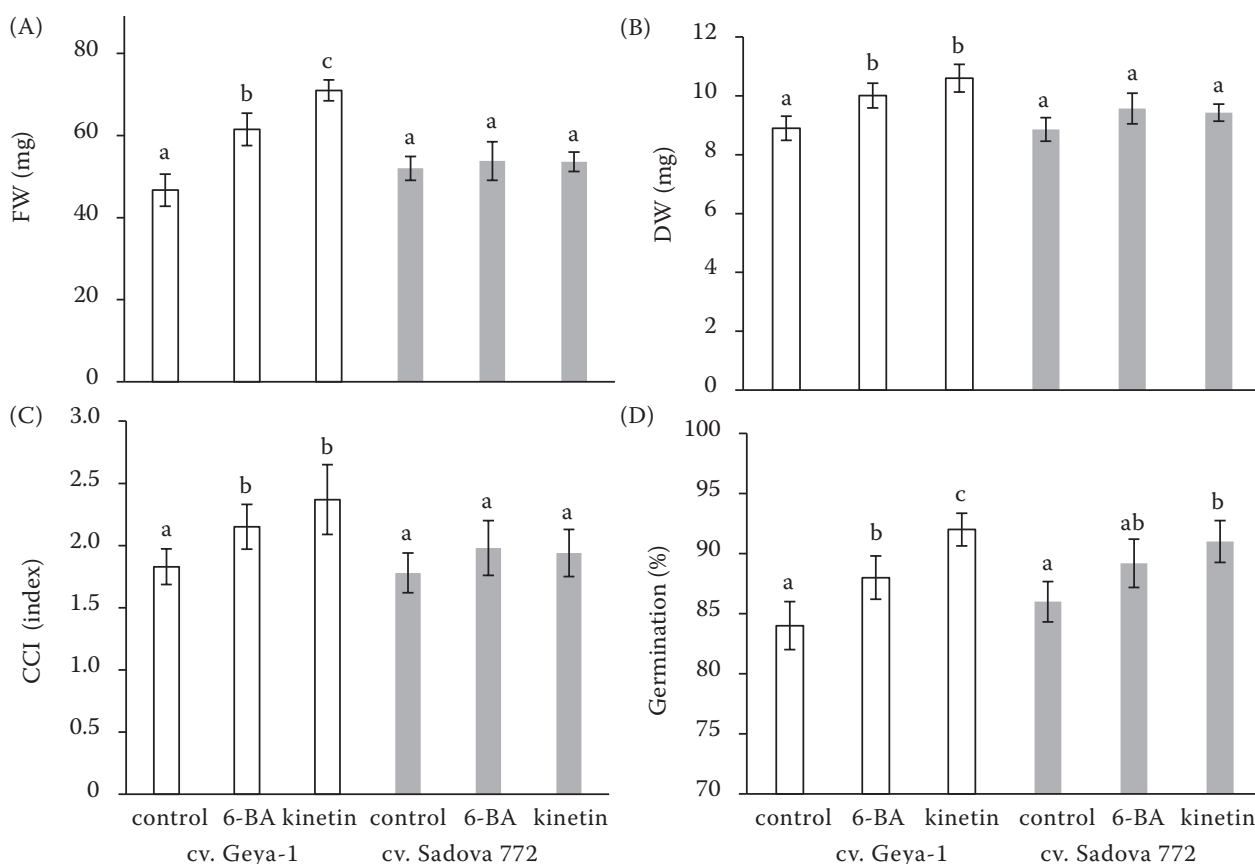 (A)
80
60
40
20
0
FW (mg)
a
b
c
a
a
a
(B)
12
10
8
6
4
2
0
DW (mg)
a
b
b
a
a
a
(C)
3.0
2.5
2.0
1.5
1.0
0.5
0
CCI (index)
a
b
b
a
a
a
control 6-BA kinetin control 6-BA kinetin
cv. Geya-1 cv. Sadova 772
(D)
100
95
90
85
80
75
70
Germination (%)
a
b
c
a
ab
b
control 6-BA kinetin control 6-BA kinetin
cv. Geya-1 cv. Sadova 772